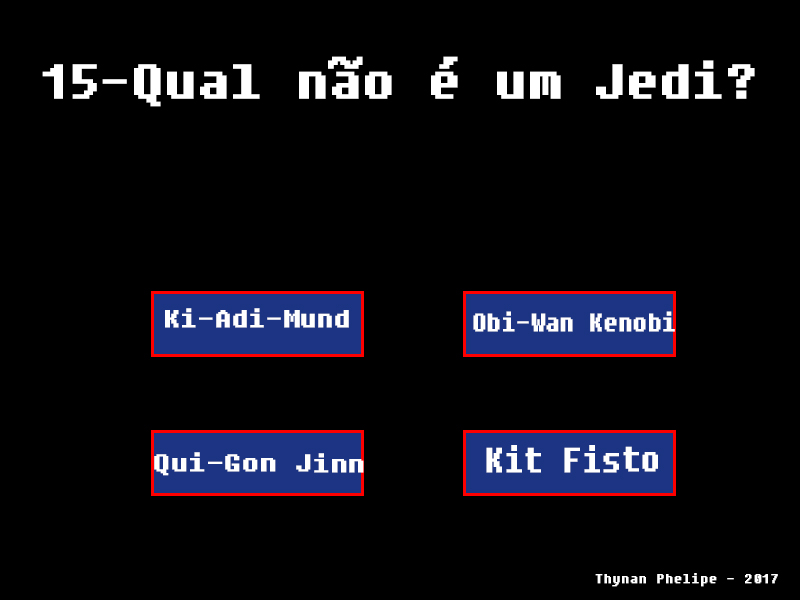 15-Qual não é um Jedi?
Ki-Adi-Mund
Obi-Wan Kenobi
Qui-Gon Jinn
Kit Fisto
Thynan Phelipe - 2017